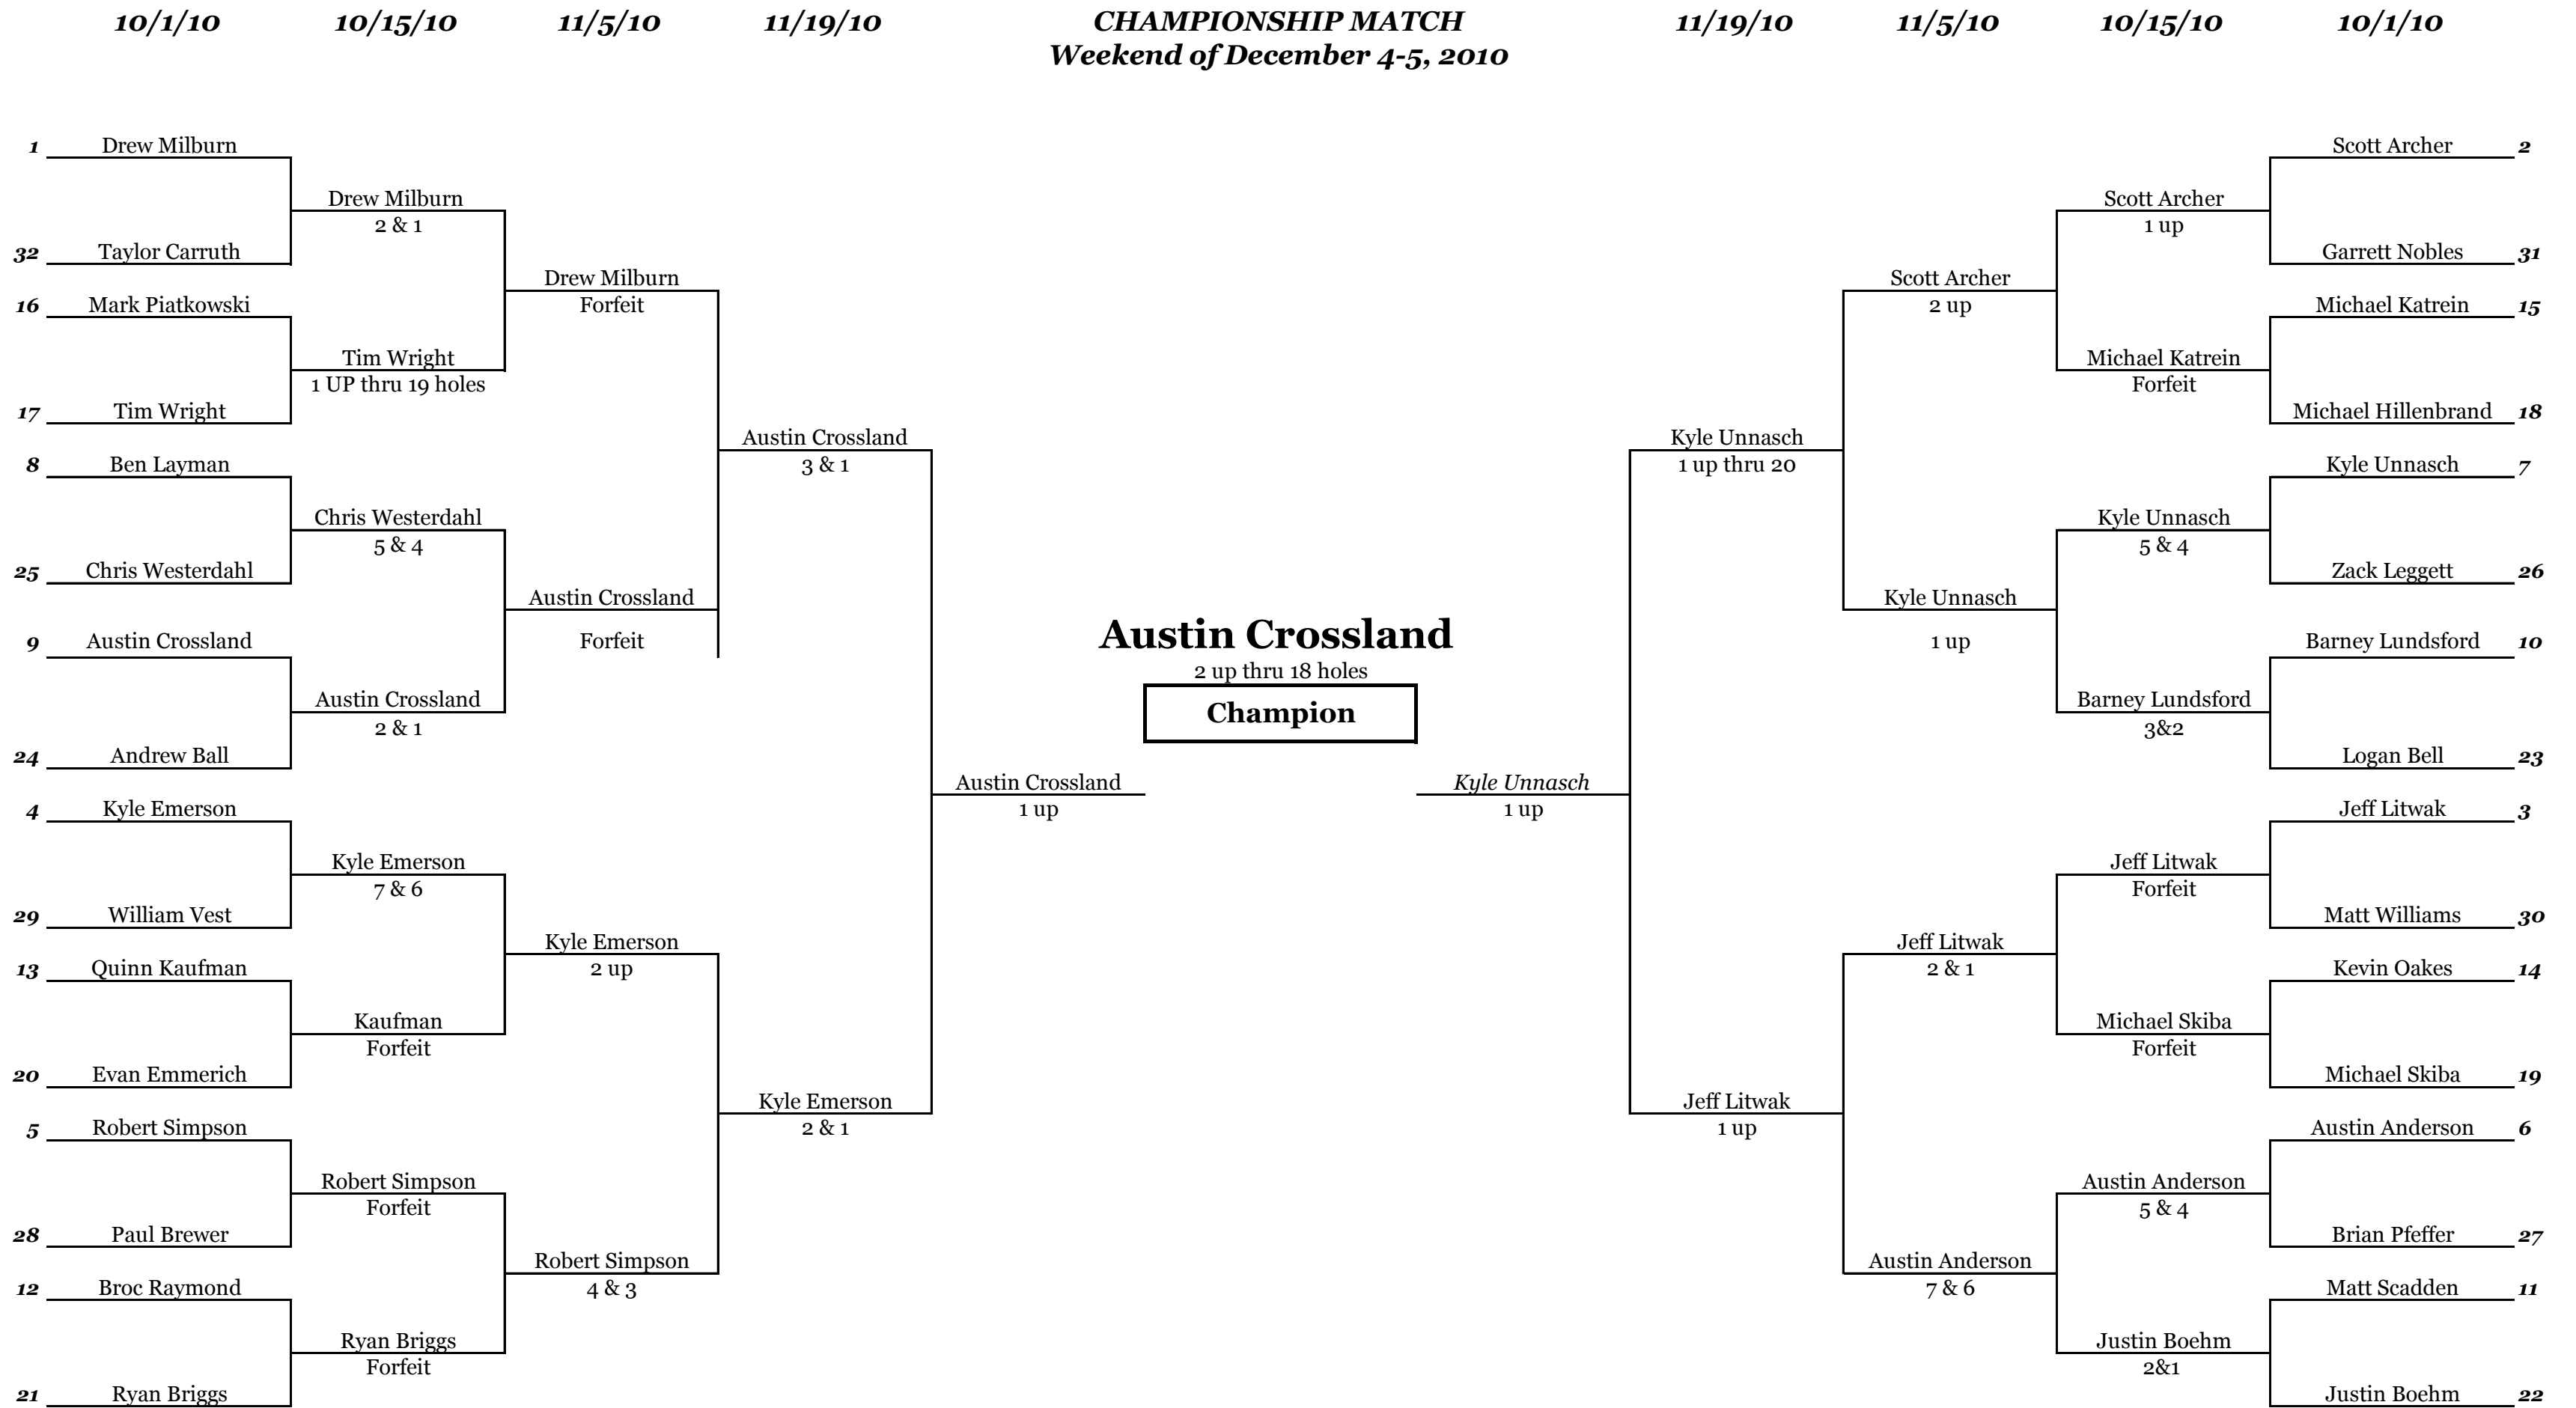 10/1/10 10/15/10 11/5/10 11/19/10 CHAMPIONSHIP MATCH 11/19/10 11/5/10 10/15/10 10/1/10
Weekend of December 4-5, 2010
1 Drew Milburn Scott Archer 2
Drew Milburn Scott Archer
2 & 1 1 up
32 Taylor Carruth Garrett Nobles 31
Drew Milburn Scott Archer
16 Mark Piatkowski Forfeit 2 up Michael Katrein 15
Tim Wright Michael Katrein
1 UP thru 19 holes Forfeit
17 Tim Wright Michael Hillenbrand 18
Austin Crossland Kyle Unnasch
8 Ben Layman 3 & 1 1 up thru 20 Kyle Unnasch 7
Chris Westerdahl Kyle Unnasch
5 & 4 5 & 4
25 Chris Westerdahl Zack Leggett 26
Austin Crossland Kyle Unnasch
9 Austin Crossland Forfeit Austin Crossland 1 up Barney Lundsford 10
2 up thru 18 holes
Austin Crossland Barney Lundsford
2 & 1 Champion 3&2
24 Andrew Ball Logan Bell 23
Austin Crossland Kyle Unnasch
4 Kyle Emerson 1 up 1 up Jeff Litwak 3
Kyle Emerson Jeff Litwak
7 & 6 Forfeit
29 William Vest Matt Williams 30
Kyle Emerson Jeff Litwak
13 Quinn Kaufman 2 up 2 & 1 Kevin Oakes 14
Kaufman Michael Skiba
Forfeit Forfeit
20 Evan Emmerich Michael Skiba 19
Kyle Emerson Jeff Litwak
5 Robert Simpson 2 & 1 1 up Austin Anderson 6
Robert Simpson Austin Anderson
Forfeit 5 & 4
28 Paul Brewer Brian Pfeffer 27
Robert Simpson Austin Anderson
12 Broc Raymond 4 & 3 7 & 6 Matt Scadden 11
Ryan Briggs Justin Boehm
Forfeit 2&1
21 Ryan Briggs Justin Boehm 22